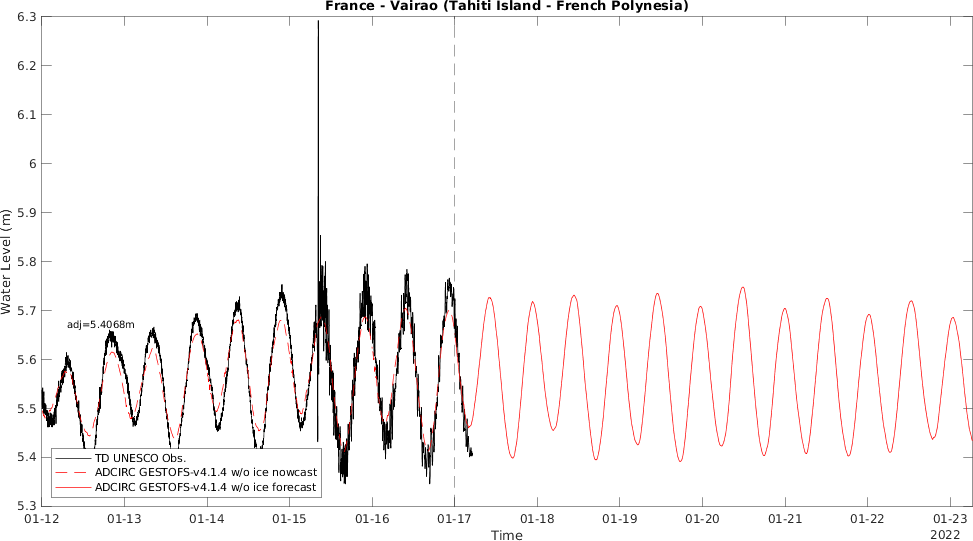 France - Vairao (Tahiti Island - French Polynesia)
6.3
6.2
6.1
6
5.9
5.8
5.7
5.6
5.5
5.4
5.3
Water Level (m)
adj=5.4068m
TD UNESCO Obs.
ADCIRC GESTOFS-v4.1.4 w/o ice nowcast
ADCIRC GESTOFS-v4.1.4 w/o ice forecast
01-12 01-13 01-14 01-15 01-16 01-17 01-18 01-19 01-20 01-21 01-22 01-23
Time
2022